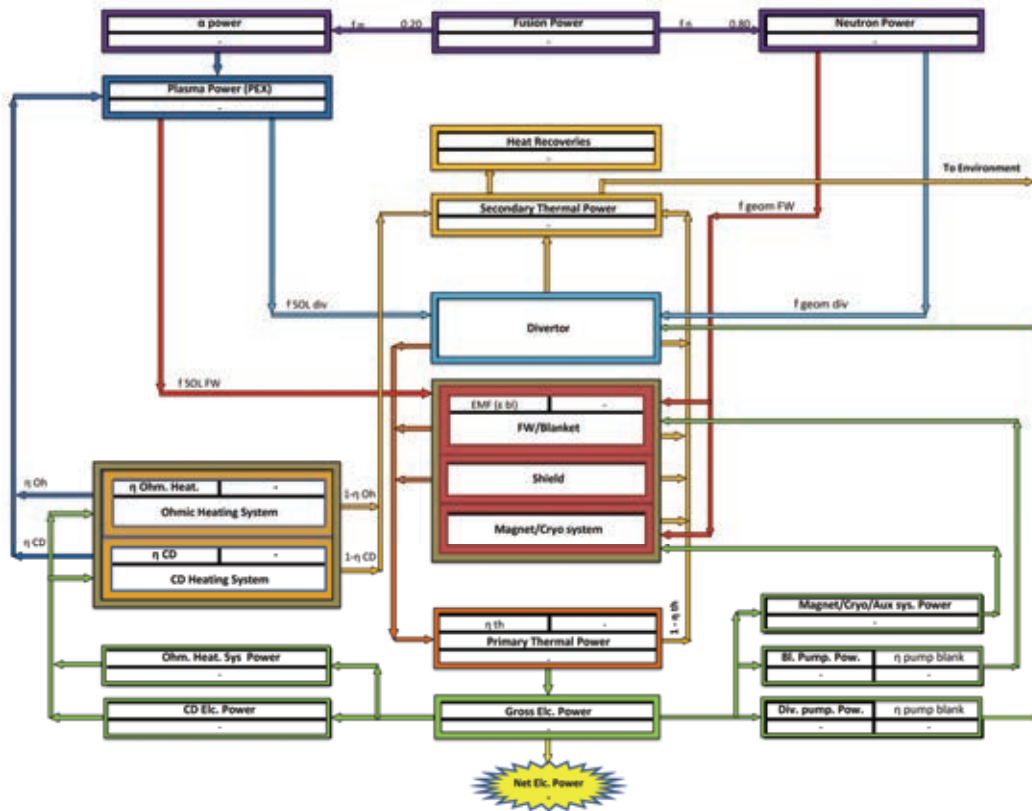 α power
f α
0.20
Fusion Power
f n
0.80
Neutron Power
-
-
-
Plasma Power (PEX)
-
Heat Recoveries
-
To Environment
Secondary Thermal Power
-
f geom FW
f SOL div
f geom div
Divertor
f SOL FW
EMF (ε bl)
-
FW/Blanket
η Oh
η Ohm. Heat.
-
1-η Oh
Shield
Ohmic Heating System
Magnet/Cryo system
η CD
η CD
-
1-η CD
CD Heating System
Magnet/Cryo/Aux sys. Power
-
η th
-
1 - η th
Primary Thermal Power
-
Ohm. Heat. Sys Power
-
Bl. Pump. Pow.
η pump blank
-
-
CD Elc. Power
-
Gross Elc. Power
-
Div. pump. Pow.
η pump blank
-
-
Net Elc. Power
-